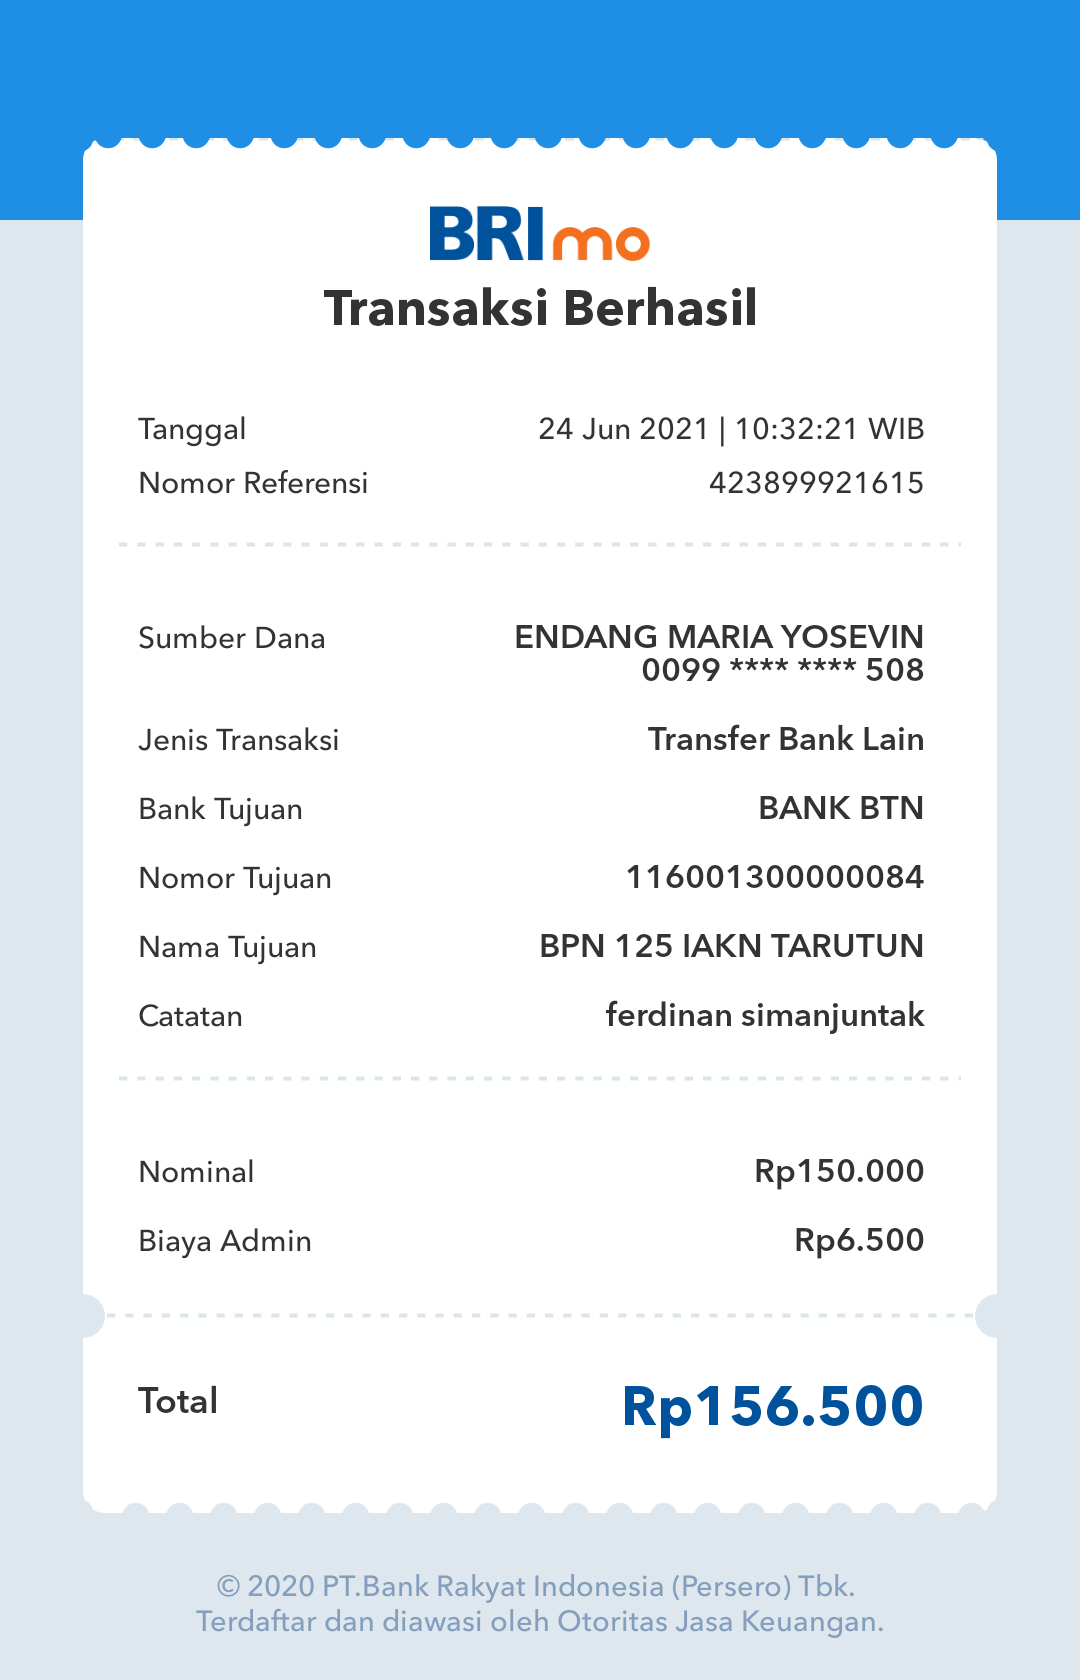 BRImo
Transaksi Berhasil
Tanggal 24 Jun 2021 | 10:32:21 WIB
Nomor Referensi 423899921615
Sumber Dana ENDANG MARIA YOSEVIN
0099 **** **** 508
Jenis Transaksi Transfer Bank Lain
Bank Tujuan BANK BTN
Nomor Tujuan 116001300000084
Nama Tujuan BPN 125 IAKN TARUTUN
Catatan ferdinan simanjuntak
Nominal Rp150.000
Biaya Admin Rp6.500
Total Rp156.500
© 2020 PT.Bank Rakyat Indonesia (Persero) Tbk.
Terdaftar dan diawasi oleh Otoritas Jasa Keuangan.